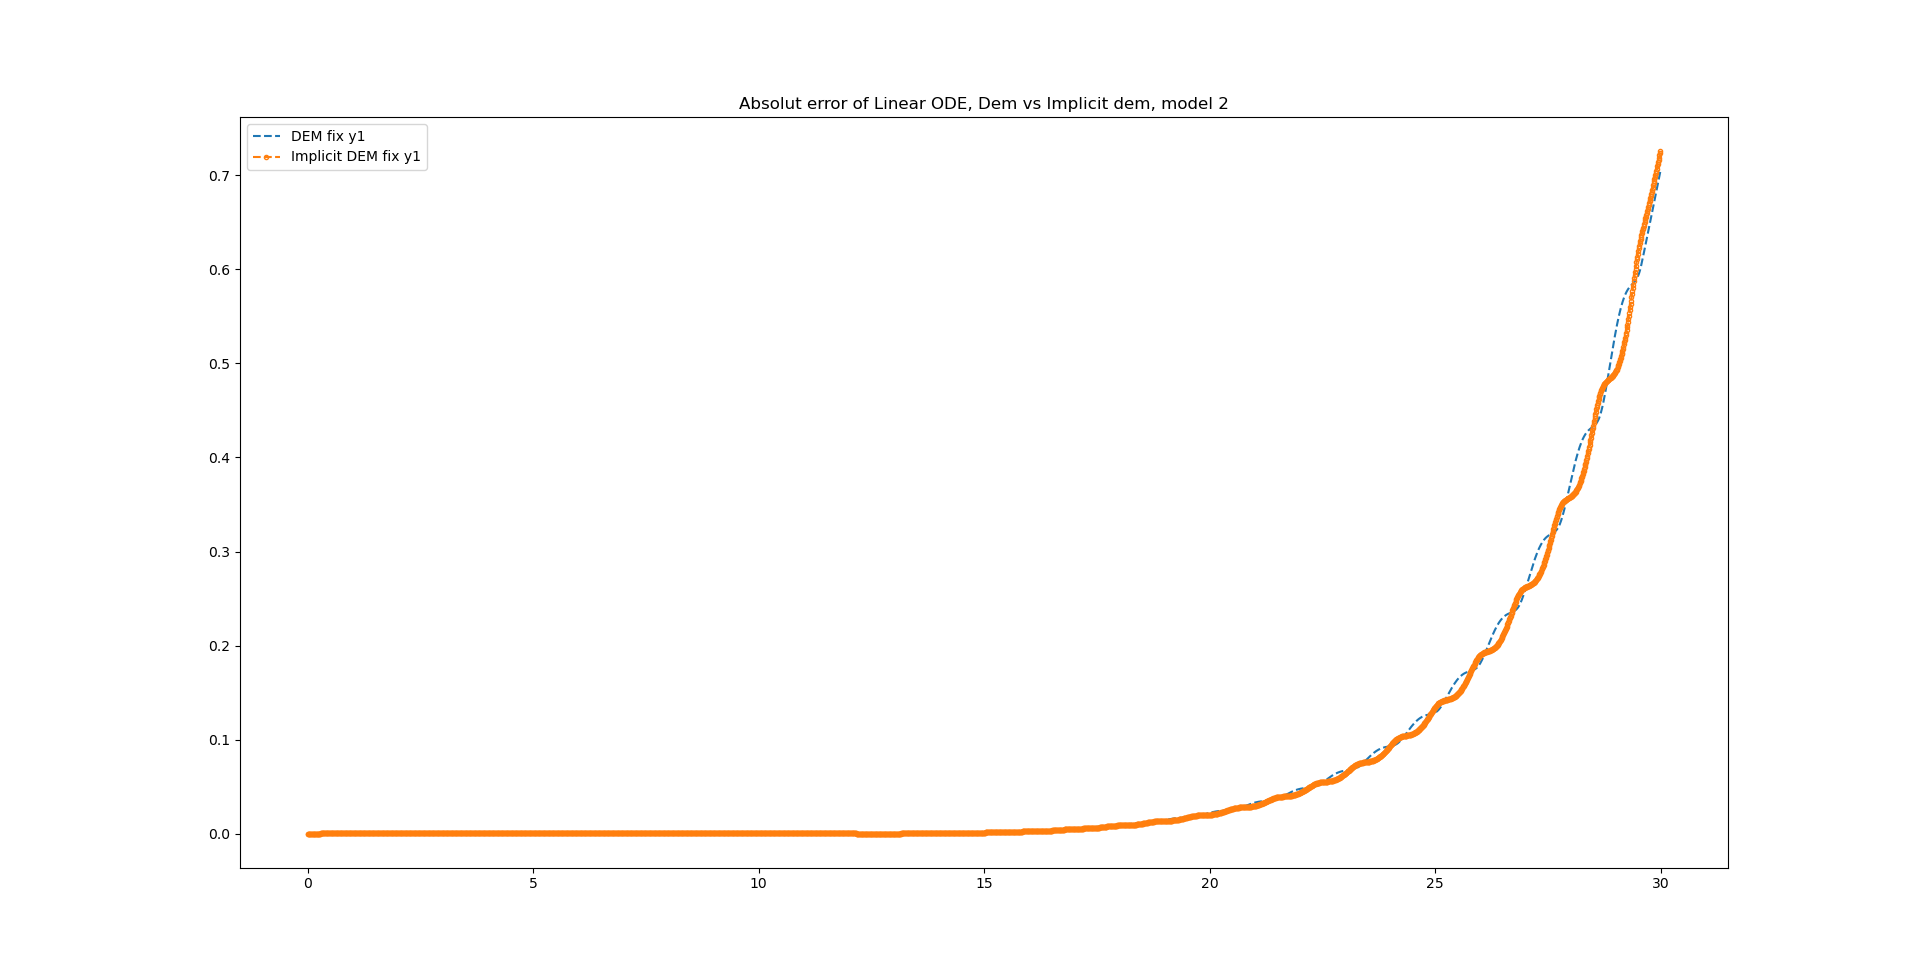 Absolut error of Linear ODE, Dem vs Implicit dem, model 2
DEM fix y1
Implicit DEM fix y1
0.7
0.6
0.5
0.4
0.3
0.2
0.1
0.0
0 5 10 15 20 25 30